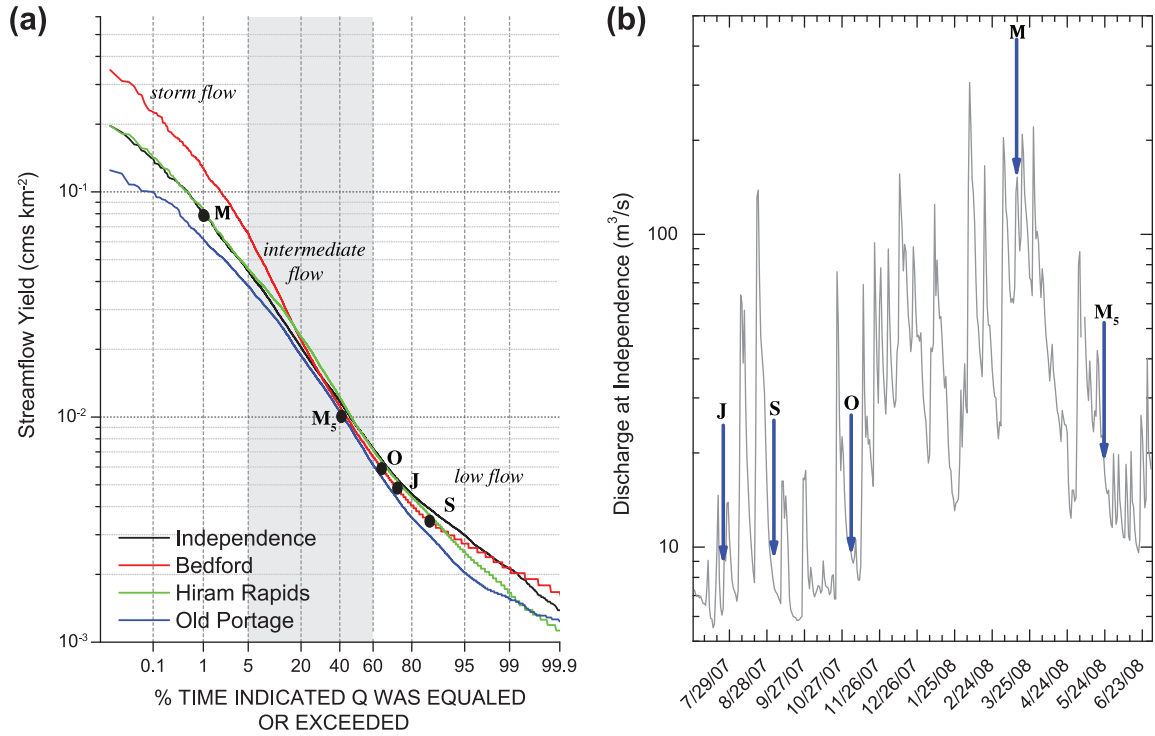 (a)
Streamflow Yield (cms km-2)
10-1
10-2
10-3
storm flow
M
intermediate
flow
M5
O
J
low flow
S
Independence
Bedford
Hiram Rapids
Old Portage
0.1 1 5 20 40 60 80 95 99 99.9
% TIME INDICATED Q WAS EQUALED
OR EXCEEDED
(b)
Discharge at Independence (m3/s)
100
10
M
M5
J
S
O
7/29/07 8/28/07 9/27/07 10/27/07 11/26/07 12/26/07 1/25/08 2/24/08 3/25/08 4/24/08 5/24/08 6/23/08